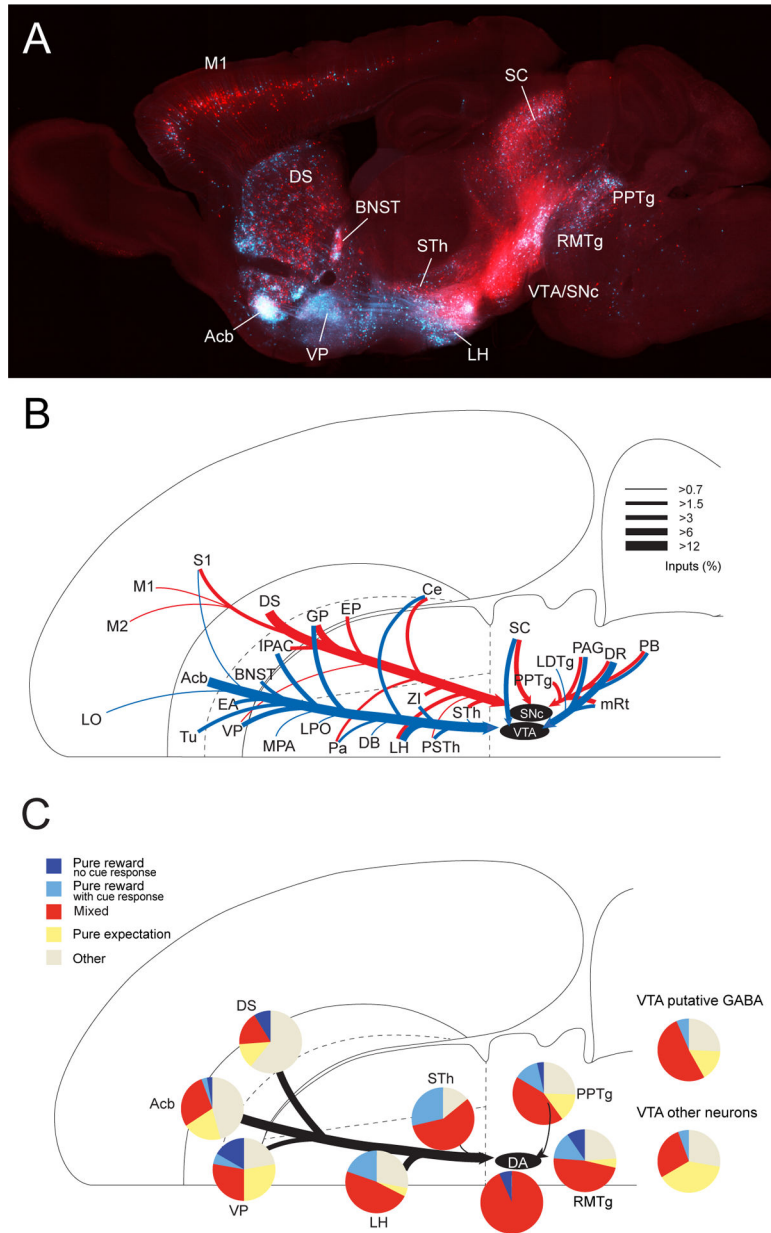 A
M1
SC
DS
BNST
PPTg
STh
RMTg
VTA/SNc
Acb
VP
LH
B
>0.7
>1.5
>3
>6
>12
Inputs (%)
S1
M1
M2
DS
GP
EP
Ce
IPAC
SC
PAG
DR
PB
LDTg
PPTg
Acb
BNST
EA
ZI
mRt
LO
STh
SNc
Tu
VP
LPO
VTA
MPA
Pa
DB
LH
PSTh
C
Pure reward
no cue response
Pure reward
with cue response
Mixed
Pure expectation
Other
DS
VTA putative GABA
STh
Acb
PPTg
VTA other neurons
DA
VP
LH
RMTg